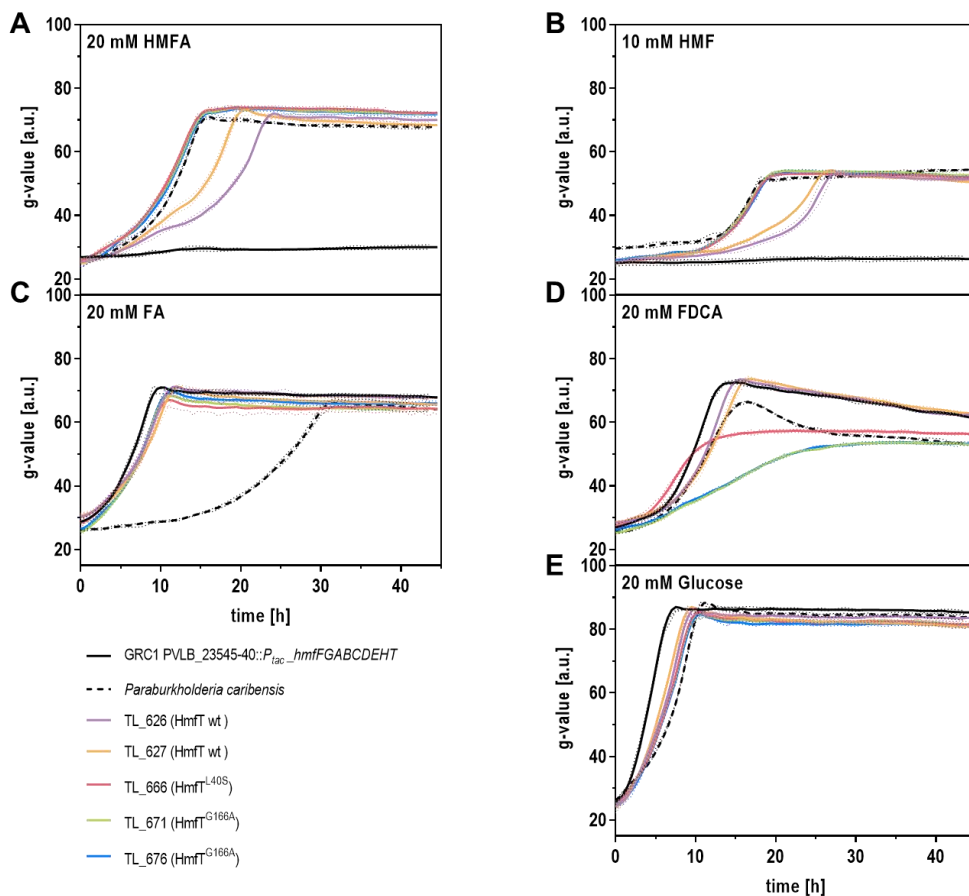 A
20 mM HMFA
100
80
60
40
20
g-value [a.u.]
B
10 mM HMF
100
80
60
40
20
g-value [a.u.]
C
20 mM FA
100
80
60
40
20
g-value [a.u.]
0
10
20
30
40
time [h]
D
20 mM FDCA
100
80
60
40
20
g-value [a.u.]
E
20 mM Glucose
100
80
60
40
20
g-value [a.u.]
0
10
20
30
40
time [h]
GRC1 PVLB_23545-40::Ptac_hmfFGABCDEHT
Paraburkholderia caribensis
TL_626 (HmfT wt )
TL_627 (HmfT wt )
TL_666 (HmfTL40S)
TL_671 (HmfTG166A)
TL_676 (HmfTG166A)